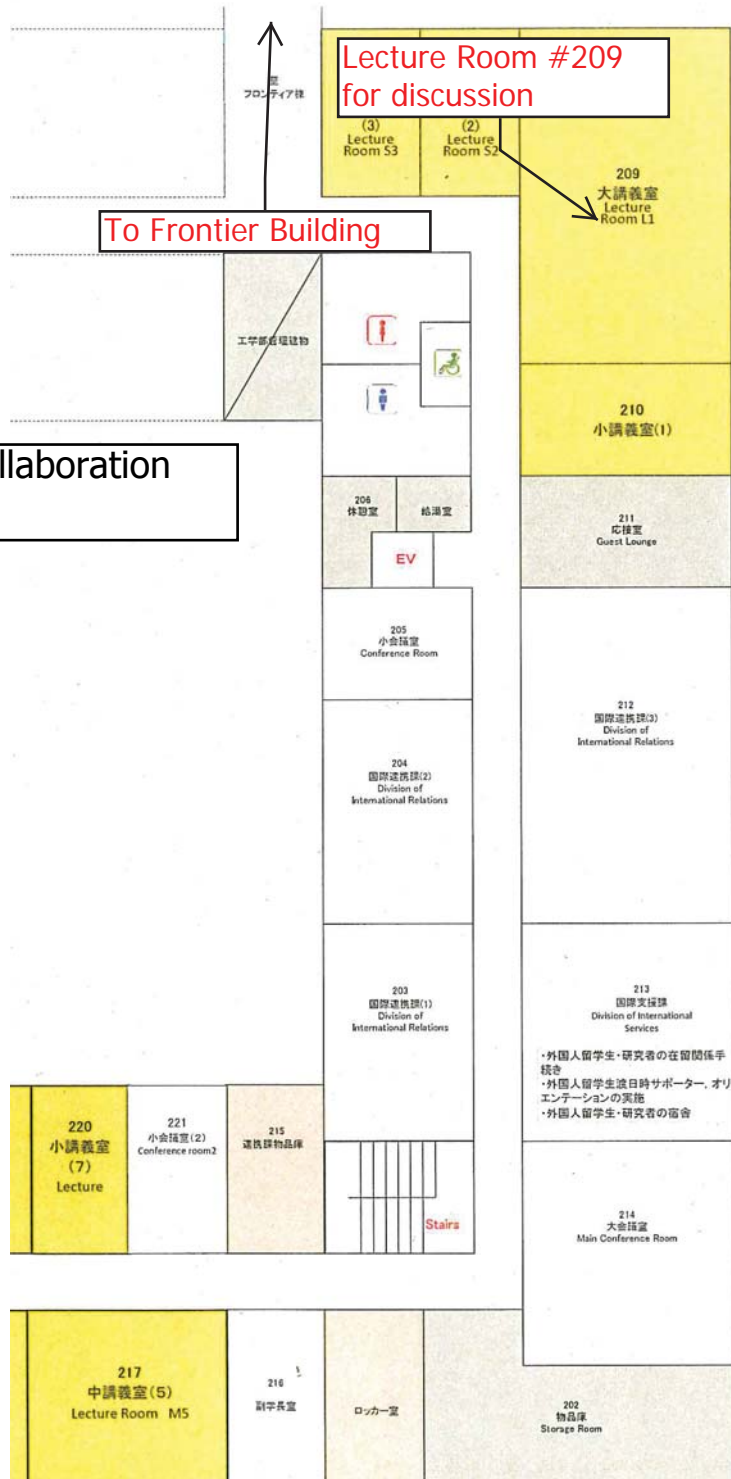 Lecture Room #209
for discussion
フロンティア棟
(3)
Lecture
Room S3
(2)
Lecture
Room S2
209
大講義室
Lecture
Room L1
To Frontier Building
工学部管理建物
210
小講義室(1)
llaboration
206
休憩室
給湯室
211
応接室
Guest Lounge
EV
205
小会議室
Conference Room
212
国際連携課(3)
Division of
International Relations
204
国際連携課(2)
Division of
International Relations
203
国際連携課(1)
Division of
International Relations
213
国際支援課
Division of International
Services
・外国人留学生・研究者の在留関係手
続き
・外国人留学生渡日時サポーター、オリ
エンテーションの実施
・外国人留学生・研究者の宿舎
220
小講義室
(7)
Lecture
221
小会議室(2)
Conference room2
215
連携課物品庫
Stairs
214
大会議室
Main Conference Room
217
中講義室(5)
Lecture Room M5
216
副学長室
ロッカー室
202
物品庫
Storage Room